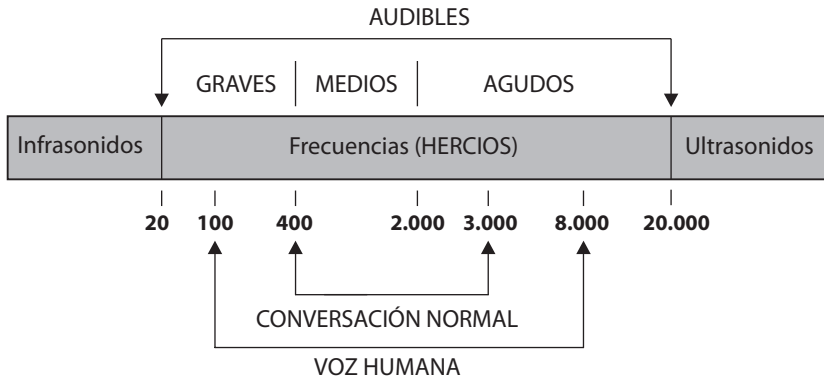 AUDIBLES
GRAVES MEDIOS AGUDOS
Infrasonidos Frecuencias (HERCIOS) Ultrasonidos
20 100 400 2.000 3.000 8.000 20.000
CONVERSACIÓN NORMAL
VOZ HUMANA